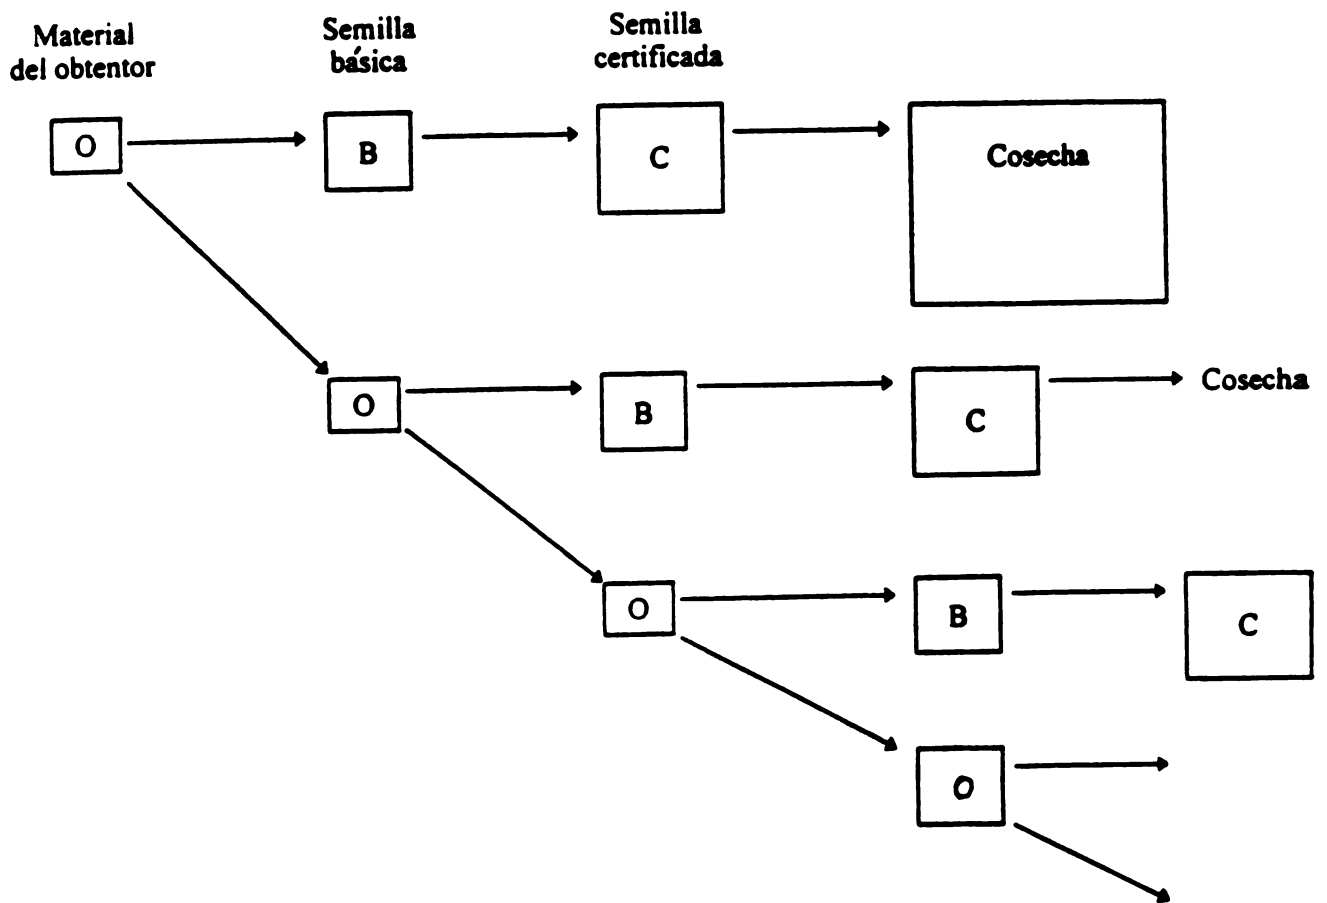 Material
del obtentor
Semilla
básica
Semilla
certificada
O
B
C
Cosecha
O
B
C
Cosecha
O
B
C
O